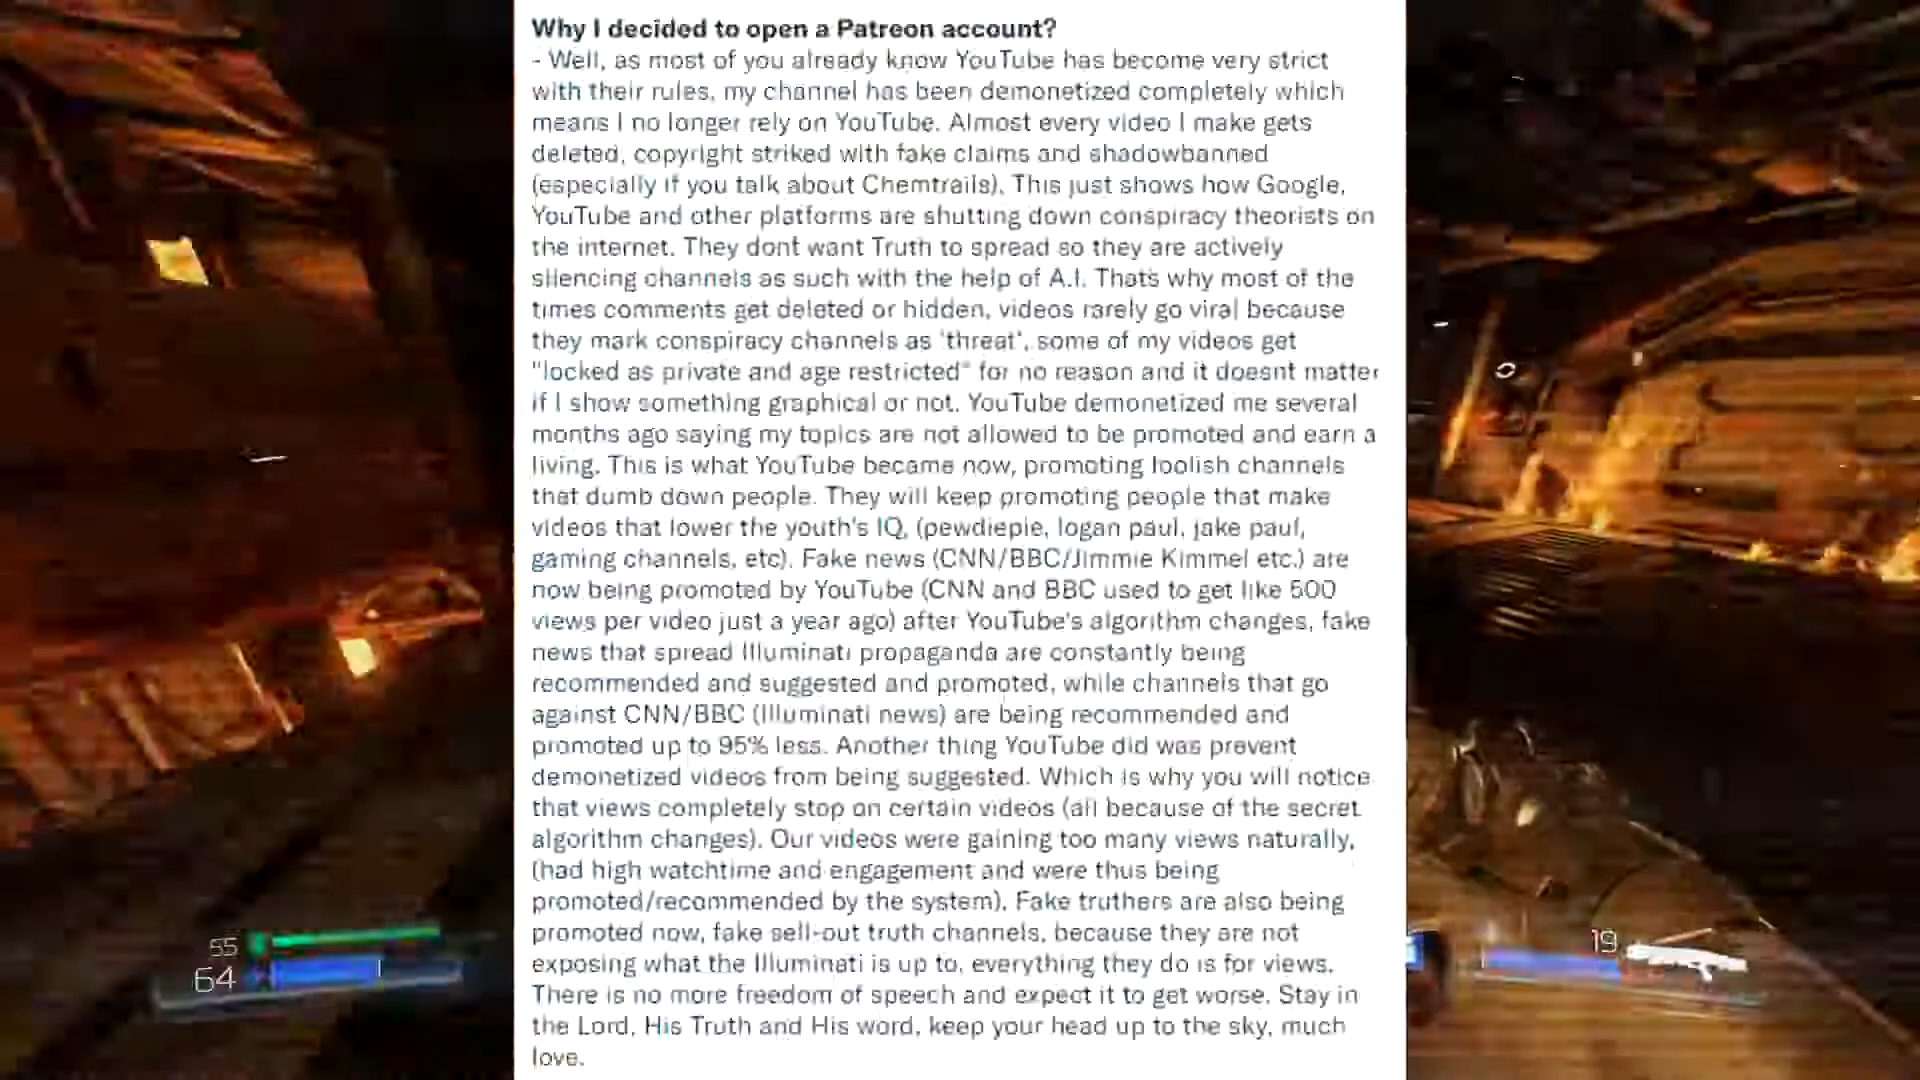 Why I decided to open a Patreon account?
- Well, as most of you already know YouTube has become very strict
with their rules, my channel has been demonetized completely which
means I no longer rely on YouTube. Almost every video I make gets
deleted, copyright striked with fake claims and shadowbanned
(especially if you talk about Chemtrails). This just shows how Google,
YouTube and other platforms are shutting down conspiracy theorists on
the internet. They dont want Truth to spread so they are actively
silencing channels as such with the help of A.I. Thats why most of the
times comments get deleted or hidden, videos rarely go viral because
they mark conspiracy channels as 'threat', some of my videos get
"locked as private and age restricted" for no reason and it doesnt matter
if I show something graphical or not. YouTube demonetized me several
months ago saying my topics are not allowed to be promoted and earn a
living. This is what YouTube became now, promoting foolish channels
that dumb down people. They will keep promoting people that make
videos that lower the youth's IQ, (pewdiepie, logan paul, jake paul,
gaming channels, etc). Fake news (CNN/BBC/Jimmie Kimmel etc.) are
now being promoted by YouTube (CNN and BBC used to get like 500
views per video just a year ago) after YouTube's algorithm changes, fake
news that spread Illuminati propaganda are constantly being
recommended and suggested and promoted, while channels that go
against CNN/BBC (Illuminati news) are being recommended and
promoted up to 95% less. Another thing YouTube did was prevent
demonetized videos from being suggested. Which is why you will notice
that views completely stop on certain videos (all because of the secret
algorithm changes). Our videos were gaining too many views naturally,
(had high watchtime and engagement and were thus being
promoted/recommended by the system). Fake truthers are also being
promoted now, fake sell-out truth channels, because they are not
exposing what the Illuminati is up to, everything they do is for views.
There is no more freedom of speech and expect it to get worse. Stay in
the Lord, His Truth and His word, keep your head up to the sky, much
love.
55
64
19